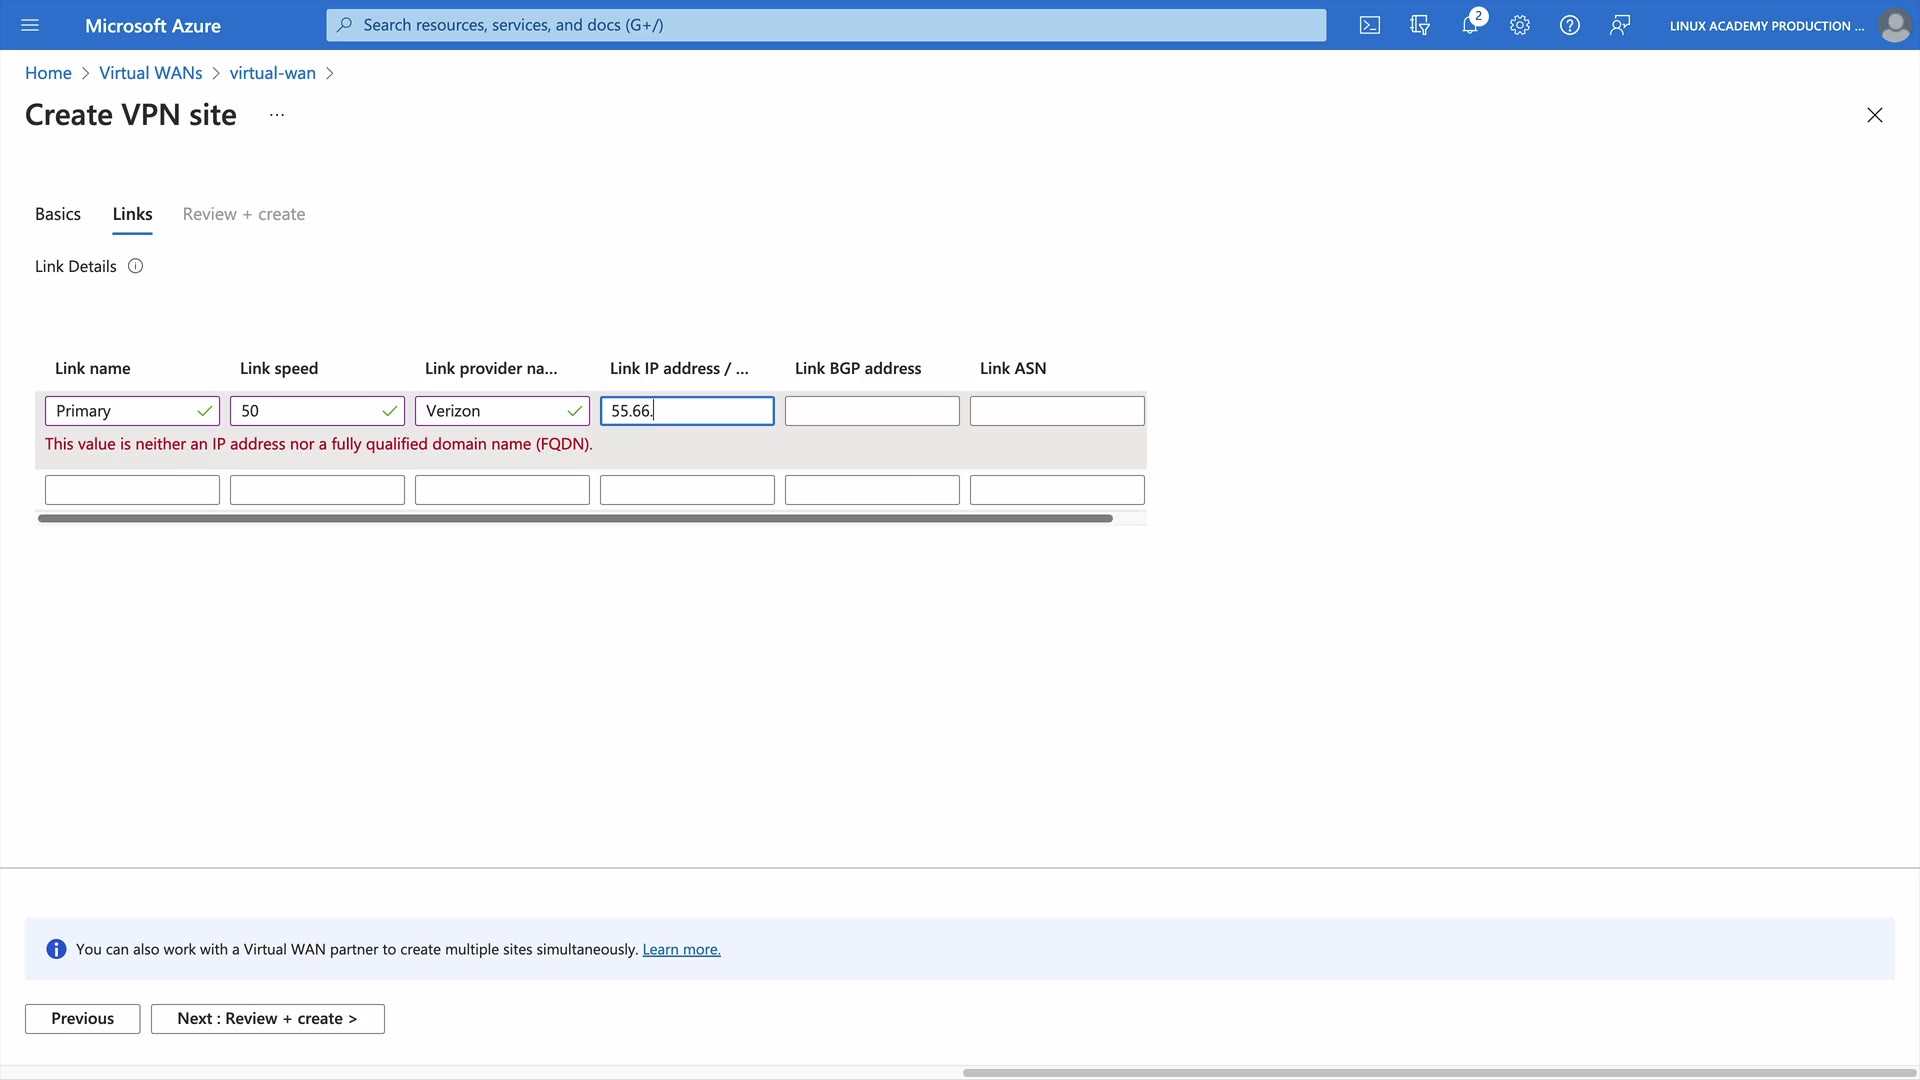 Microsoft Azure
Search resources, services, and docs (G+/)
2
LINUX ACADEMY PRODUCTION ...
Home > Virtual WANs > virtual-wan >
Create VPN site ...
Basics Links Review + create
Link Details
Link name Link speed Link provider na... Link IP address / ... Link BGP address Link ASN
Primary 50 Verizon 55.66.
This value is neither an IP address nor a fully qualified domain name (FQDN).
You can also work with a Virtual WAN partner to create multiple sites simultaneously. Learn more.
Previous Next : Review + create >